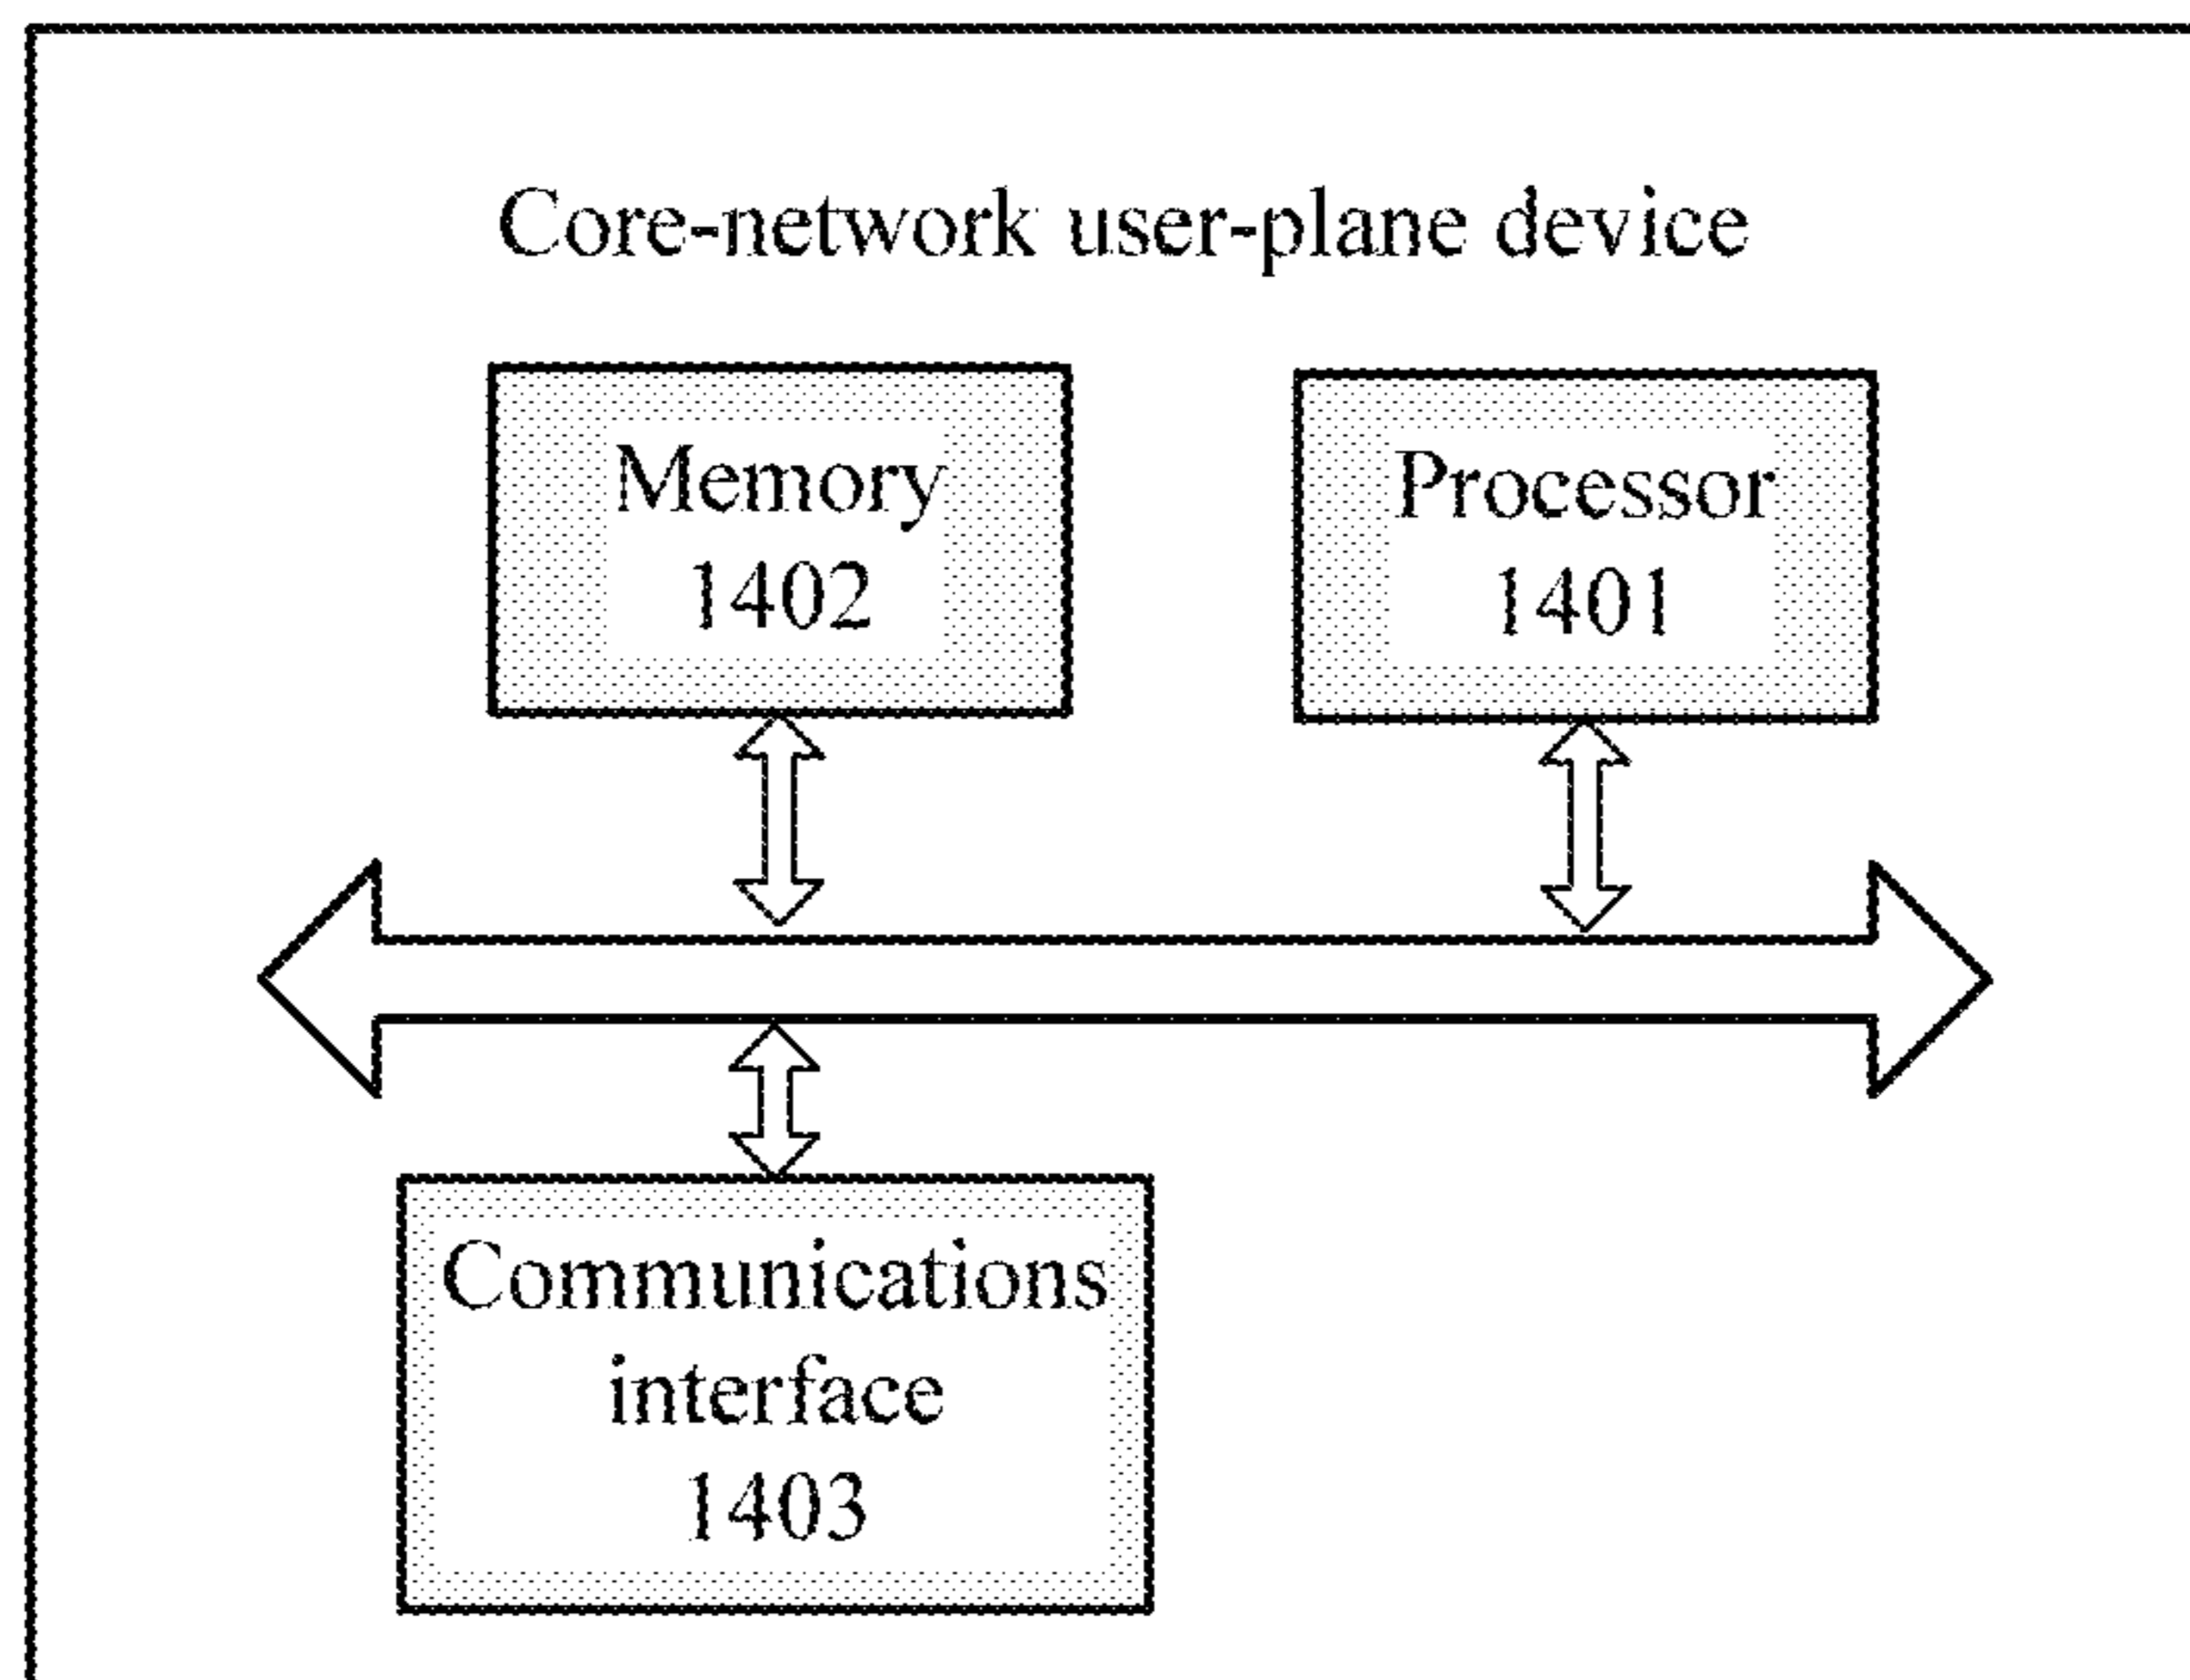 Core-network user-plane device
Memory
1402
Processor
1401
Communications
interface
1403